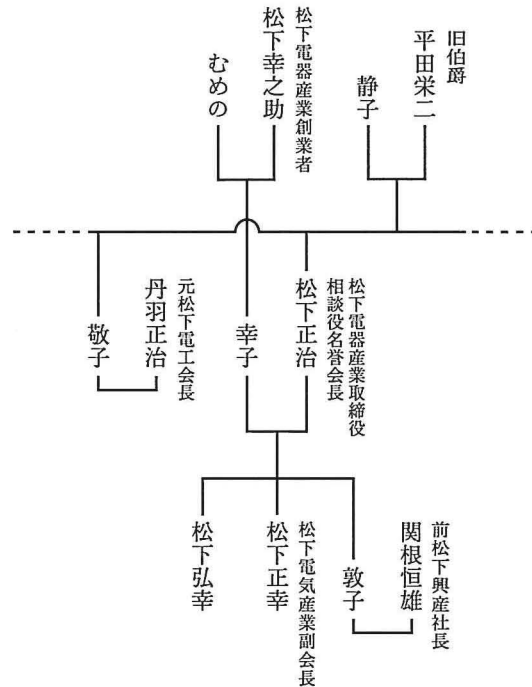 旧伯爵
平田栄二
静子
松下電器産業創業者
松下幸之助
むめの
松下電器産業取締役
相談役名誉会長
松下正治
幸子
元松下電工会長
丹羽正治
敬子
前松下興産社長
関根恒雄
敦子
松下電気産業副会長
松下正幸
松下弘幸